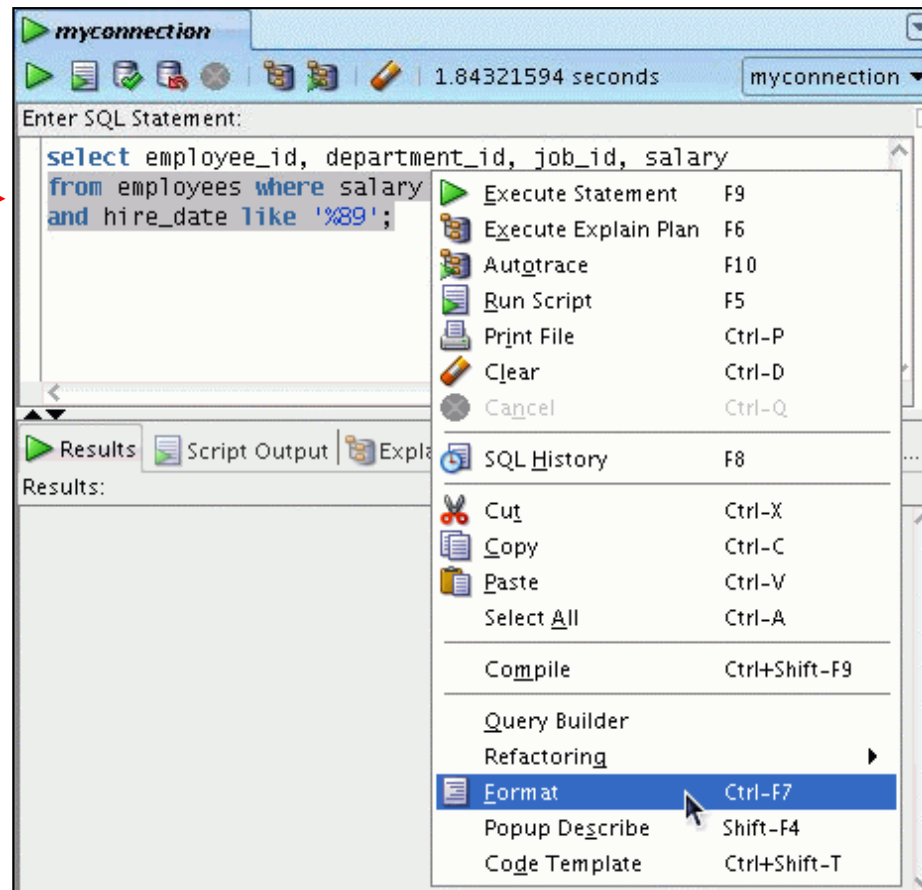 myconnection
1.84321594 seconds myconnection
Enter SQL Statement:
select employee_id, department_id, job_id, salary
from employees where salary
and hire_date like '%89';
Execute Statement F9
Execute Explain Plan F6
Autotrace F10
Run Script F5
Print File Ctrl-P
Clear Ctrl-D
Cancel Ctrl-Q
SQL History F8
Cut Ctrl-X
Copy Ctrl-C
Paste Ctrl-V
Select All Ctrl-A
Compile Ctrl+Shift-F9
Query Builder
Refactoring
Format Ctrl-F7
Popup Describe Shift-F4
Code Template Ctrl+Shift-T
Results Script Output Expla ...
Results: